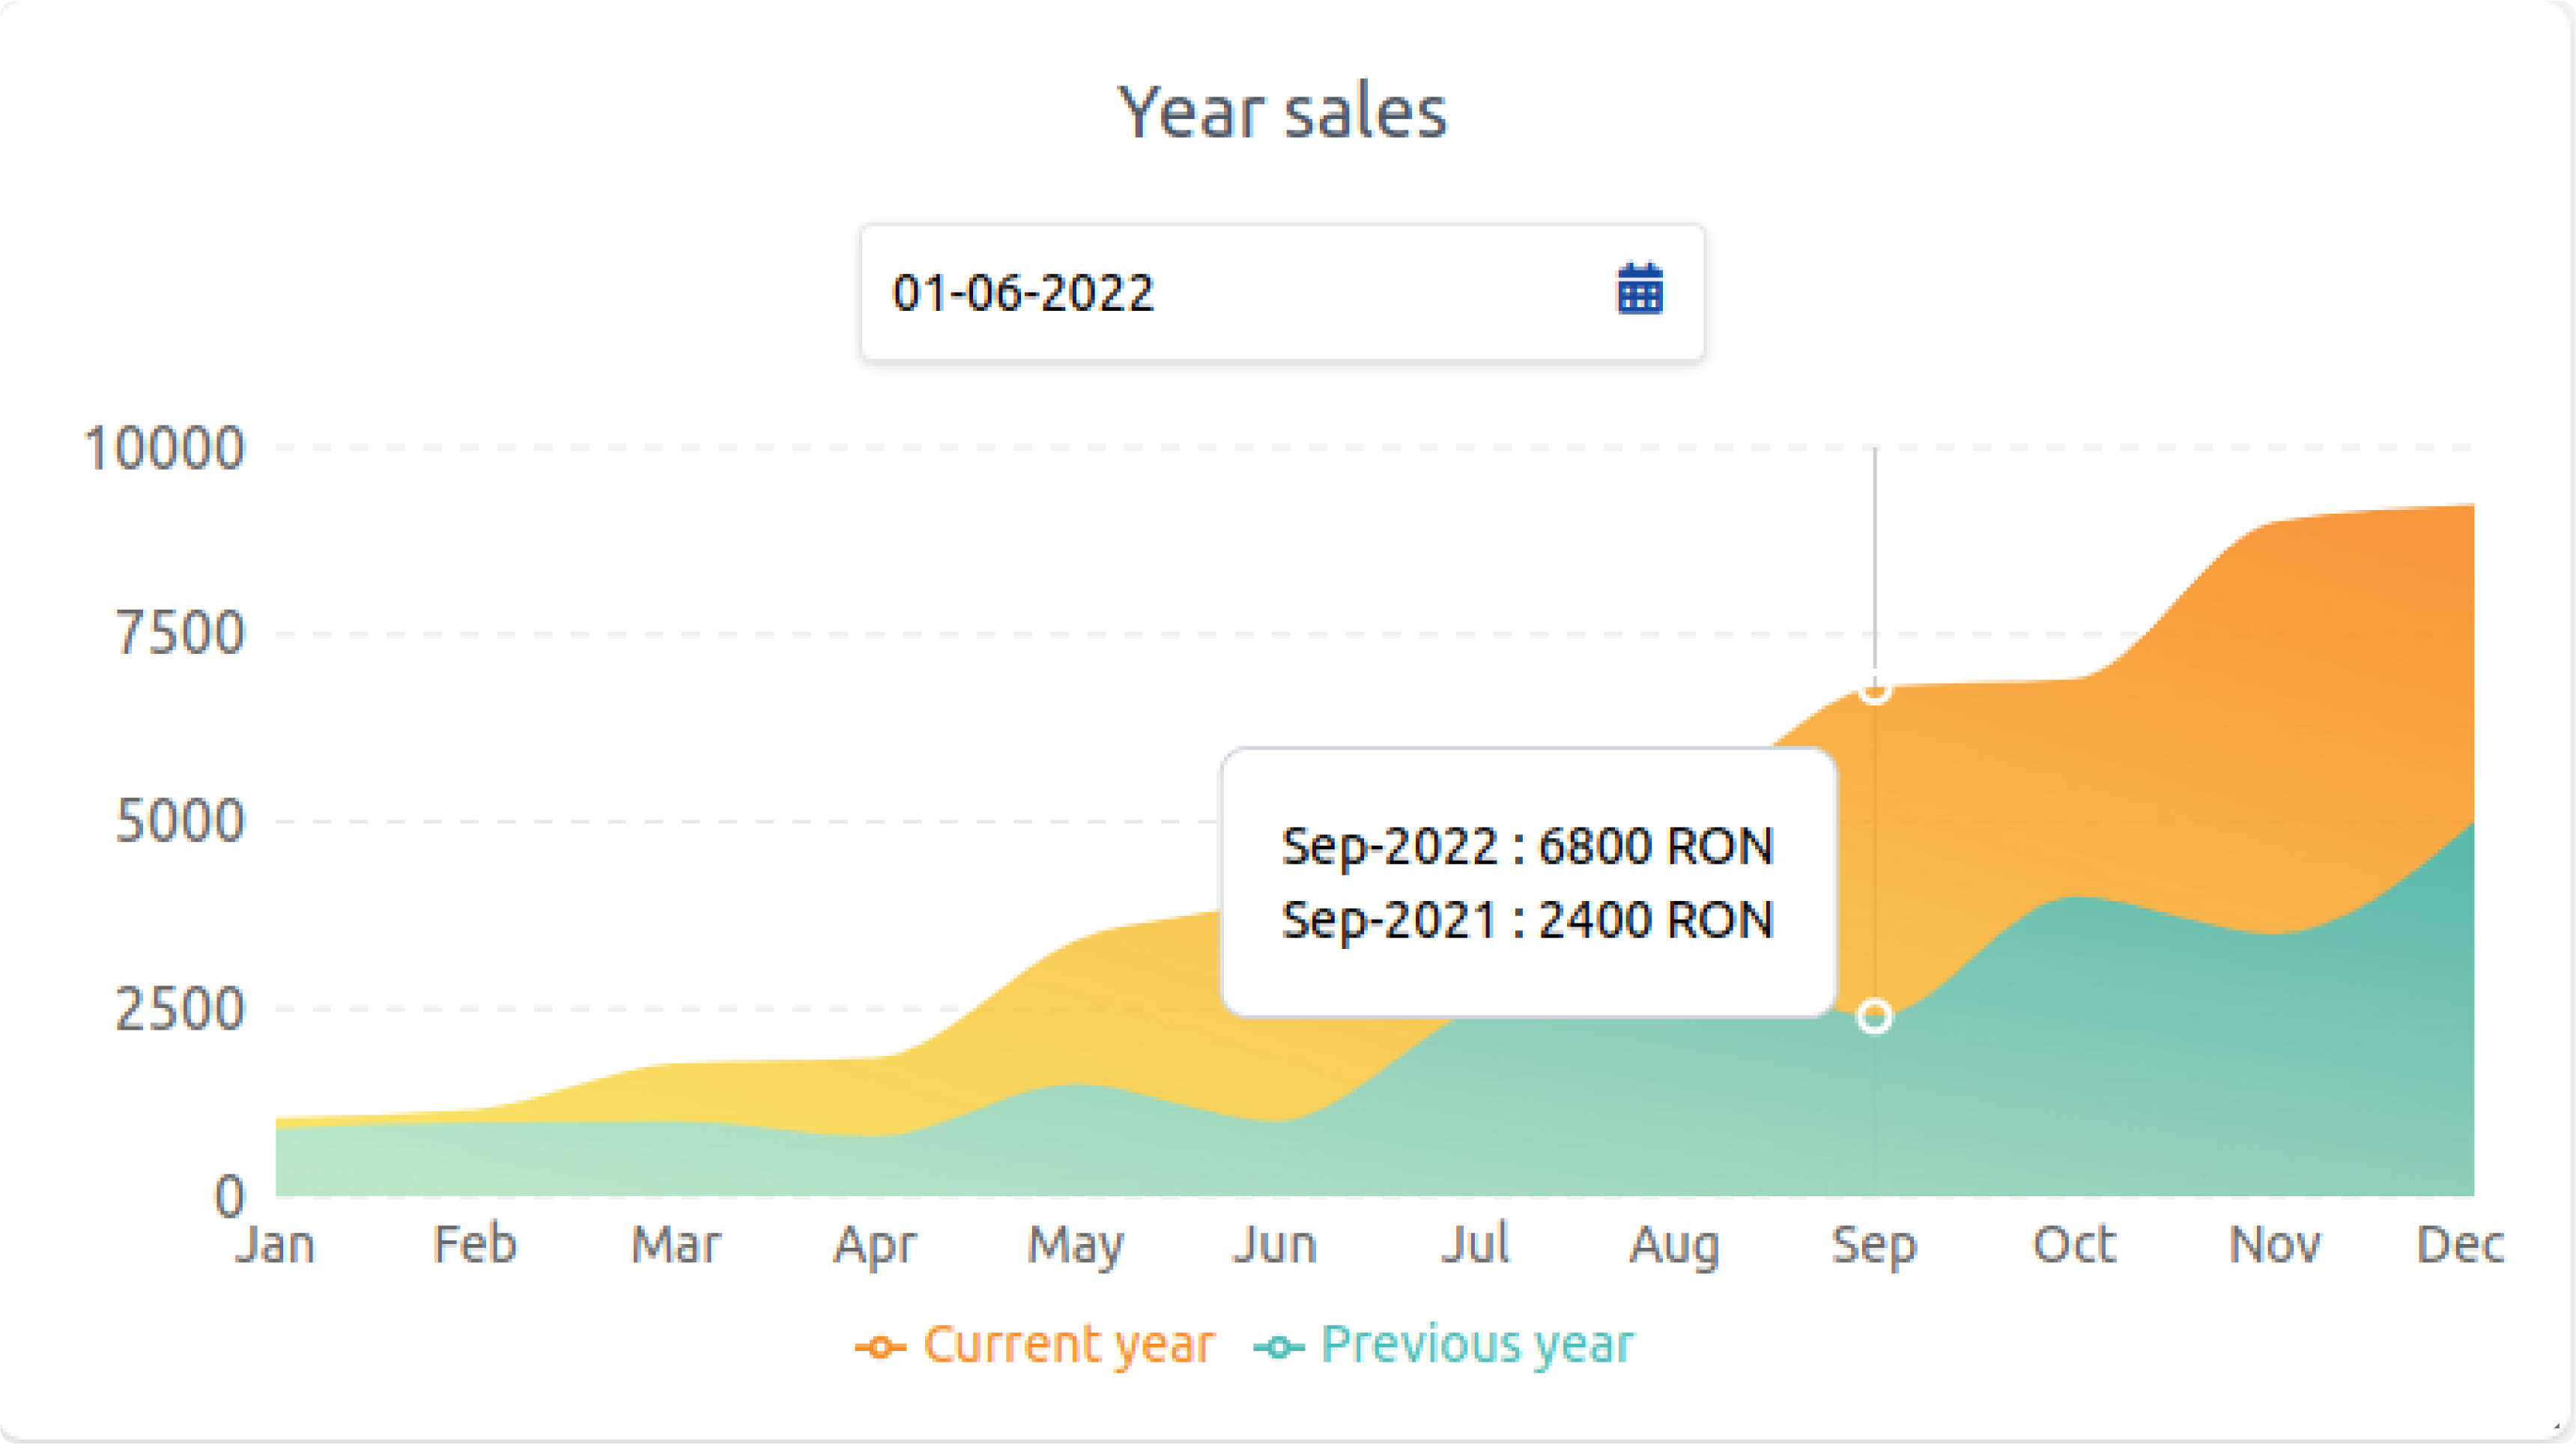 Year sales
01-06-2022
10000
7500
5000
2500
0
Sep-2022 : 6800 RON
Sep-2021 : 2400 RON
Jan Feb Mar Apr May Jun Jul Aug Sep Oct Nov Dec
Current year Previous year